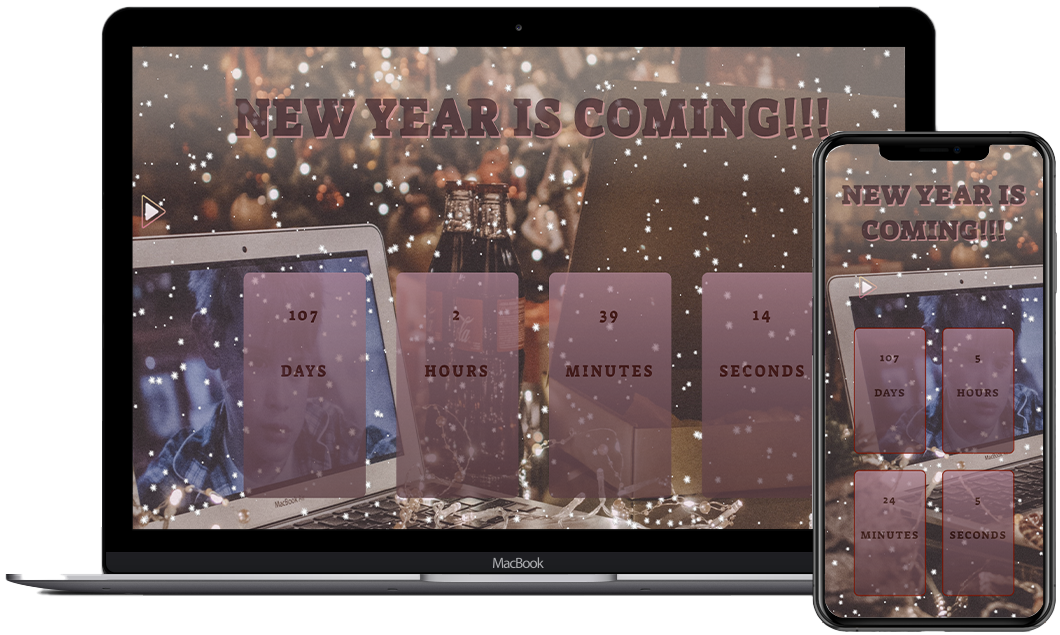 NEW YEAR IS COMING!!!
107
2
39
14
DAYS
HOURS
MINUTES
SECONDS
MacBook
MacBook
NEW YEAR IS
COMING!!!
107
5
DAYS
HOURS
24
5
MINUTES
SECONDS